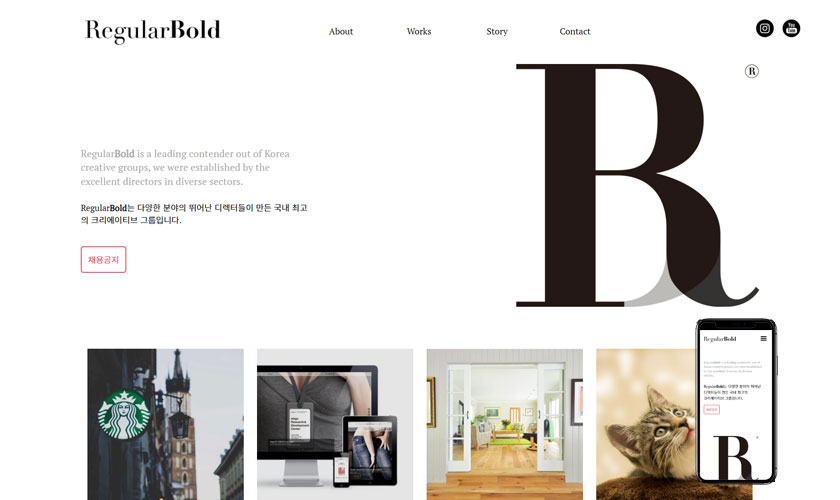 RegularBold
About
Works
Story
Contact
You
Tube
R
RegularBold is a leading contender out of Korea
creative groups, we were established by the
excellent directors in diverse sectors.
RegularBold는 다양한 분야의 뛰어난 디렉터들이 만든 국내 최고
의 크리에이티브 그룹입니다.
채용공지
R
RegularBold
RegularBold는 다양한 분야의 뛰어난
디렉터들이 만든 국내 최고의
크리에이티브 그룹입니다.
채용공지
R